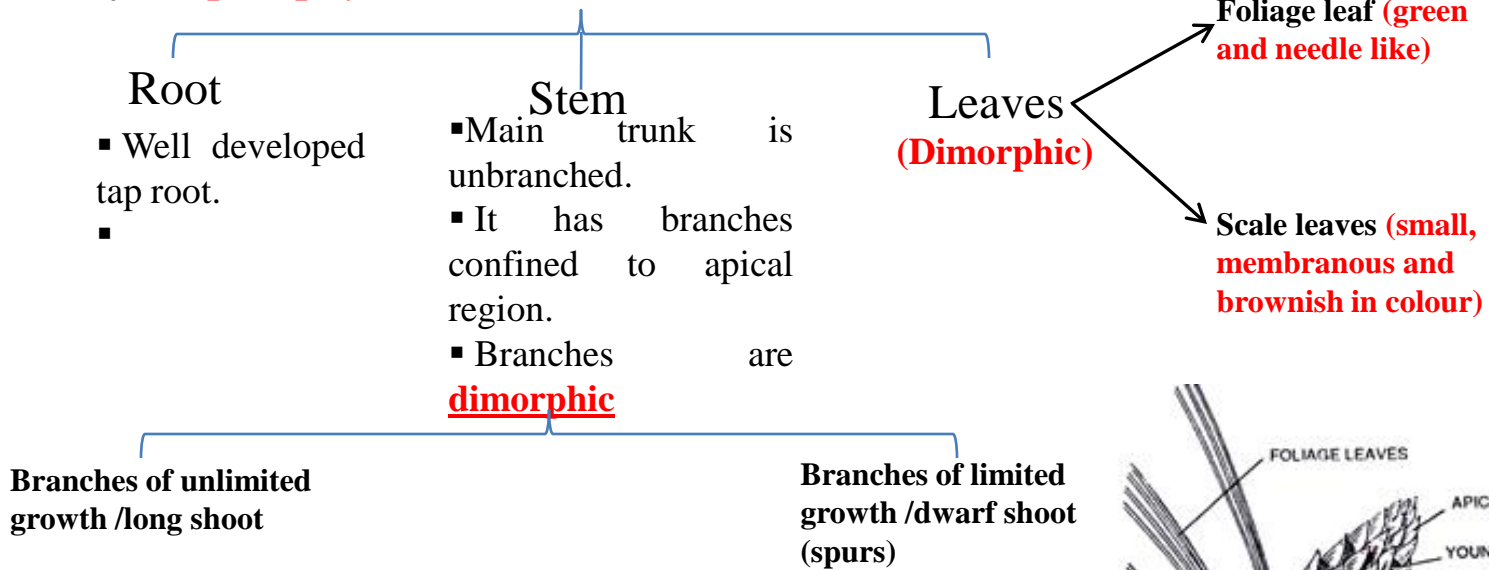 Root
▪ Well developed
tap root.
▪
Stem
▪Main trunk is
unbranched.
▪ It has branches
confined to apical
region.
▪ Branches are
dimorphic
Leaves
(Dimorphic)
Foliage leaf (green
and needle like)
Scale leaves (small,
membranous and
brownish in colour)
Branches of unlimited
growth /long shoot
Branches of limited
growth /dwarf shoot
(spurs)
FOLIAGE LEAVES
APIC
YOUN